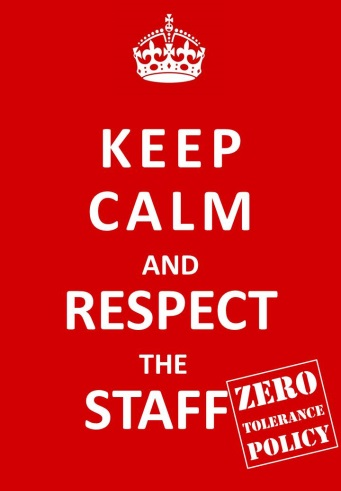 KEEP
CALM
AND
RESPECT
THE
STAFF
ZERO
TOLERANCE
POLICY